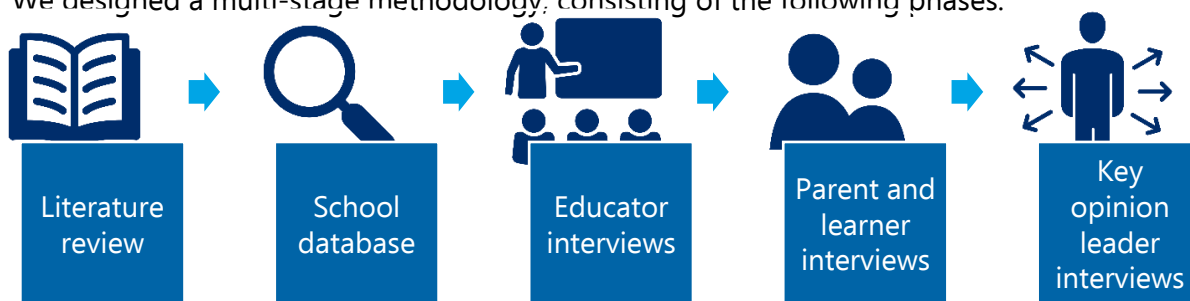 We designed a multi-stage methodology, consisting of the following phases:
Literature
review
School
database
Educator
interviews
Parent and
learner
interviews
Key
opinion
leader
interviews